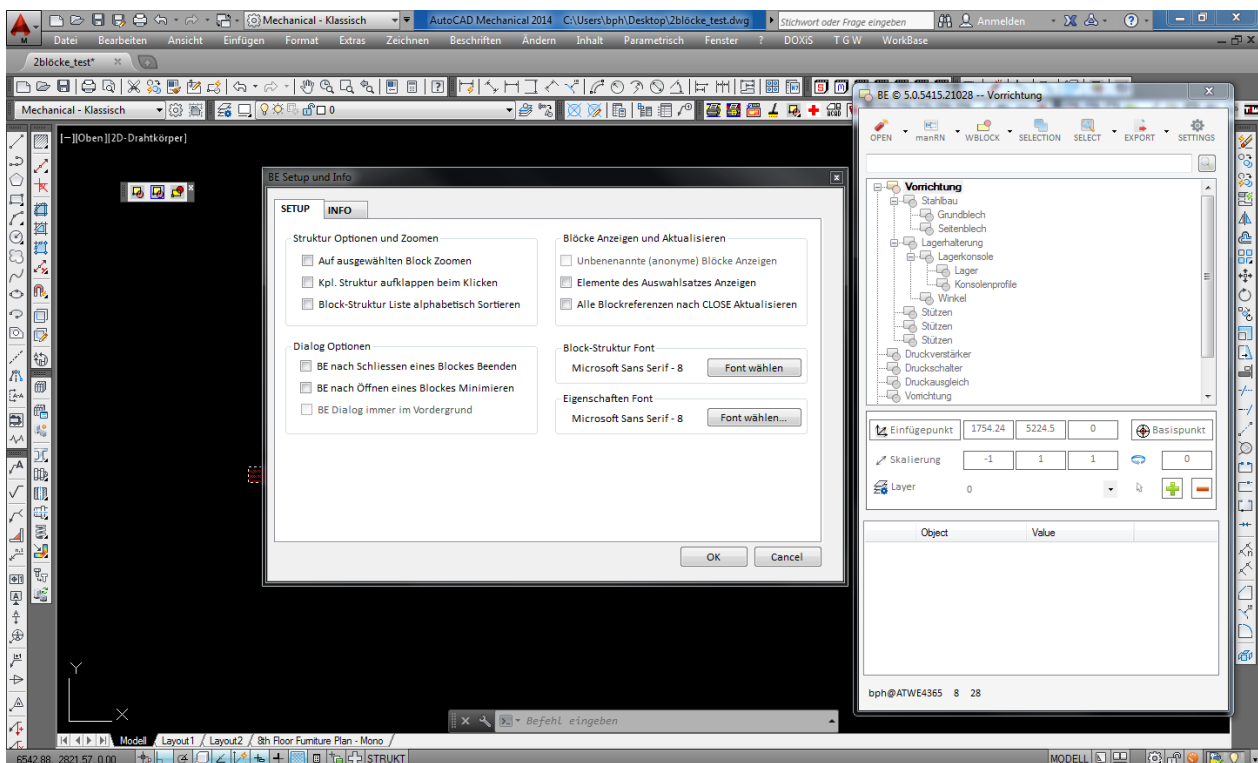 Mechanical - Klassisch
AutoCAD Mechanical 2014 C:\Users\bph\Desktop\2blöcke_test.dwg
Stichwort oder Frage eingeben
Anmelden
Datei Bearbeiten Ansicht Einfügen Format Extras Zeichnen Beschriften Ändern Inhalt Parametrisch Fenster ? DOXiS T G W WorkBase
2blöcke_test*
Mechanical - Klassisch
0
[−][Oben][2D-Drahtkörper]
BE Setup und Info
SETUP INFO
Struktur Optionen und Zoomen
Auf ausgewählten Block Zoomen
Kpl. Struktur aufklappen beim Klicken
Block-Struktur Liste alphabetisch Sortieren
Dialog Optionen
BE nach Schliessen eines Blockes Beenden
BE nach Öffnen eines Blockes Minimieren
BE Dialog immer im Vordergrund
Blöcke Anzeigen und Aktualisieren
Unbenennante (anonyme) Blöcke Anzeigen
Elemente des Auswahlsatzes Anzeigen
Alle Blockreferenzen nach CLOSE Aktualisieren
Block-Struktur Font
Microsoft Sans Serif - 8 Font wählen
Eigenschaften Font
Microsoft Sans Serif - 8 Font wählen...
OK Cancel
BE © 5.0.5415.21028 -- Vorrichtung
OPEN manRN WBLOCK SELECTION SELECT EXPORT SETTINGS
Vorrichtung
Stahlbau
Grundblech
Seitenblech
Lagerhalterung
Lagerkonsole
Lager
Konsolenprofile
Winkel
Stützen
Stützen
Stützen
Druckverstärker
Druckschalter
Druckausgleich
Vorrichtung
Einfügepunkt 1754.24 5224.5 0 Basispunkt
Skalierung -1 1 1 0
Layer 0
Object Value
bph@ATWE4365 8 28
Y
X
Befehl eingeben
Modell Layout1 Layout2 8th Floor Furniture Plan - Mono
6542.88, 2821.57, 0.00 STRUKT MODELL